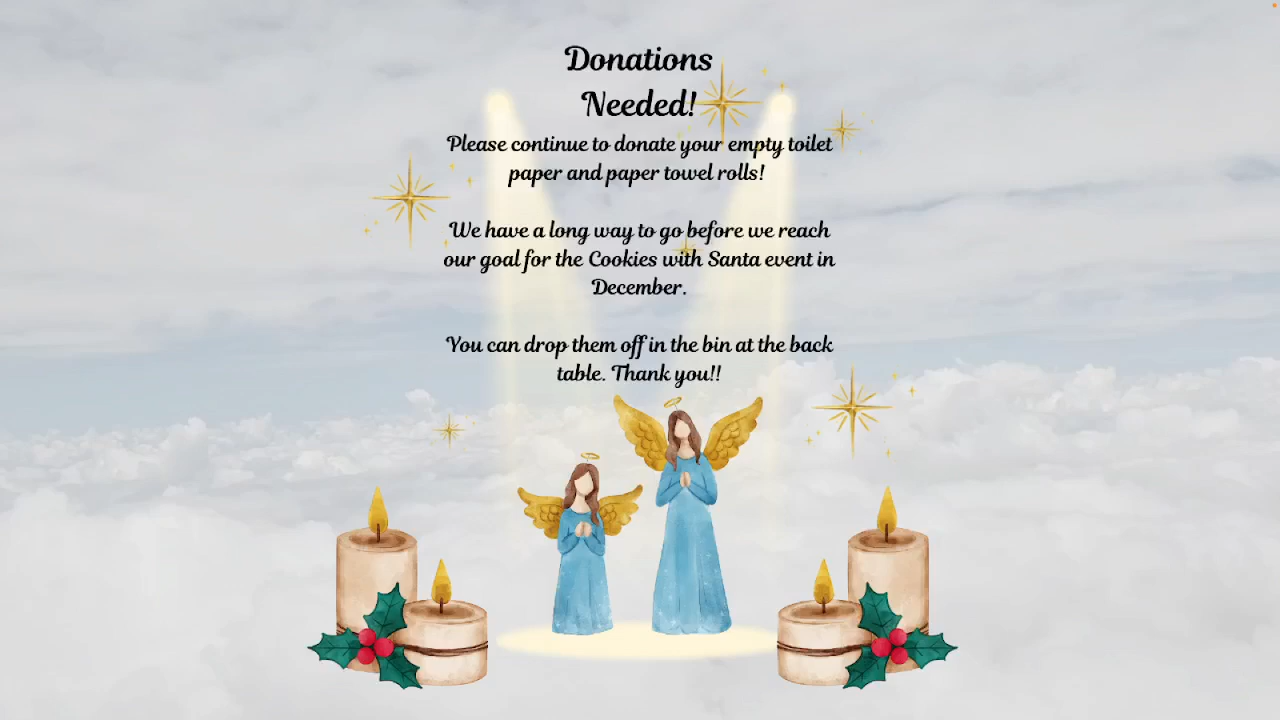 Donations
Needed!
Please continue to donate your empty toilet
paper and paper towel rolls!
We have a long way to go before we reach
our goal for the Cookies with Santa event in
December.
You can drop them off in the bin at the back
table. Thank you!!